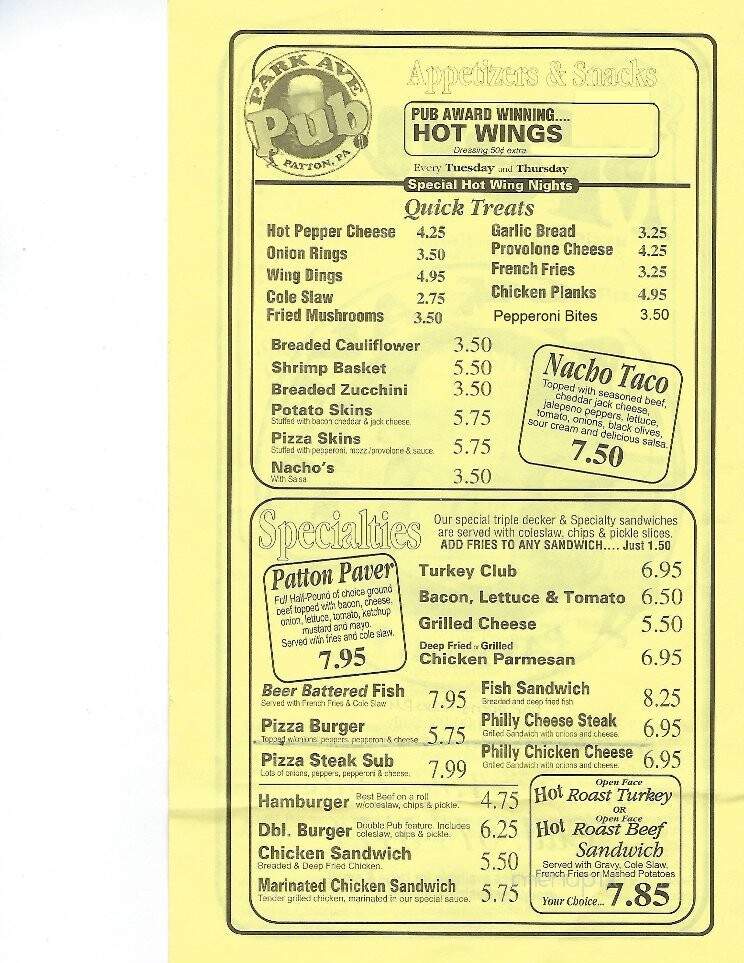 PARK AVE
Pub
PATTON, PA
Appetizers & Snacks
PUB AWARD WINNING....
HOT WINGS
Dressing 50¢ extra
Every Tuesday and Thursday
Special Hot Wing Nights
Quick Treats
Hot Pepper Cheese 4.25
Onion Rings 3.50
Wing Dings 4.95
Cole Slaw 2.75
Fried Mushrooms 3.50
Garlic Bread 3.25
Provolone Cheese 4.25
French Fries 3.25
Chicken Planks 4.95
Pepperoni Bites 3.50
Breaded Cauliflower 3.50
Shrimp Basket 5.50
Breaded Zucchini 3.50
Potato Skins 5.75
Stuffed with bacon cheddar & jack cheese.
Pizza Skins 5.75
Stuffed with pepperoni, mozz./provolone & sauce.
Nacho's 3.50
With Salsa
Nacho Taco
Topped with seasoned beef,
cheddar jack cheese,
jalepeno peppers, lettuce,
tomato, onions, black olives,
sour cream and delicious salsa.
7.50
Specialties
Our special triple decker & Specialty sandwiches
are served with coleslaw, chips & pickle slices.
ADD FRIES TO ANY SANDWICH.... Just 1.50
Patton Paver
Full Half-Pound of choice ground
beef topped with bacon, cheese,
onion, lettuce, tomato, ketchup
mustard and mayo.
Served with fries and cole slaw.
7.95
Turkey Club 6.95
Bacon, Lettuce & Tomato 6.50
Grilled Cheese 5.50
Deep Fried or Grilled
Chicken Parmesan 6.95
Beer Battered Fish 7.95
Served with French Fries & Cole Slaw
Pizza Burger 5.75
Topped w/onions, peppers, pepperoni & cheese
Pizza Steak Sub 7.99
Lots of onions, peppers, pepperoni & cheese.
Fish Sandwich 8.25
Breaded and deep fried fish
Philly Cheese Steak 6.95
Grilled Sandwich with onions and cheese.
Philly Chicken Cheese 6.95
Grilled Sandwich with onions and cheese.
Hamburger Best Beef on a roll 4.75
w/coleslaw, chips & pickle.
Dbl. Burger Double Pub feature. Includes 6.25
coleslaw, chips & pickle.
Chicken Sandwich 5.50
Breaded & Deep Fried Chicken.
Marinated Chicken Sandwich 5.75
Tender grilled chicken, marinated in our special sauce.
Open Face
Hot Roast Turkey
OR
Open Face
Hot Roast Beef
Sandwich
Served with Gravy, Cole Slaw,
French Fries or Mashed Potatoes
Your Choice... 7.85